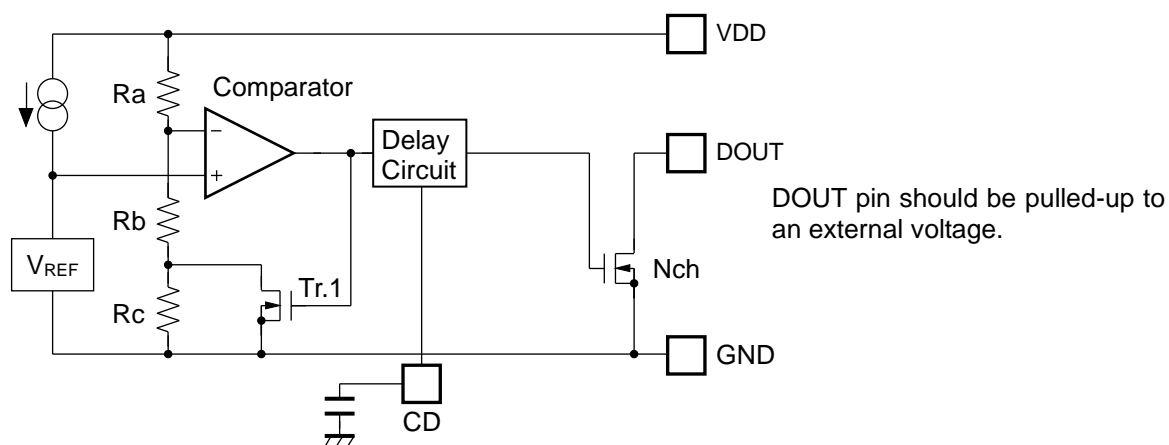 VDD
Ra
Comparator
−
+
Delay
Circuit
DOUT
DOUT pin should be pulled-up to
an external voltage.
Rb
VREF
Nch
Tr.1
Rc
GND
CD